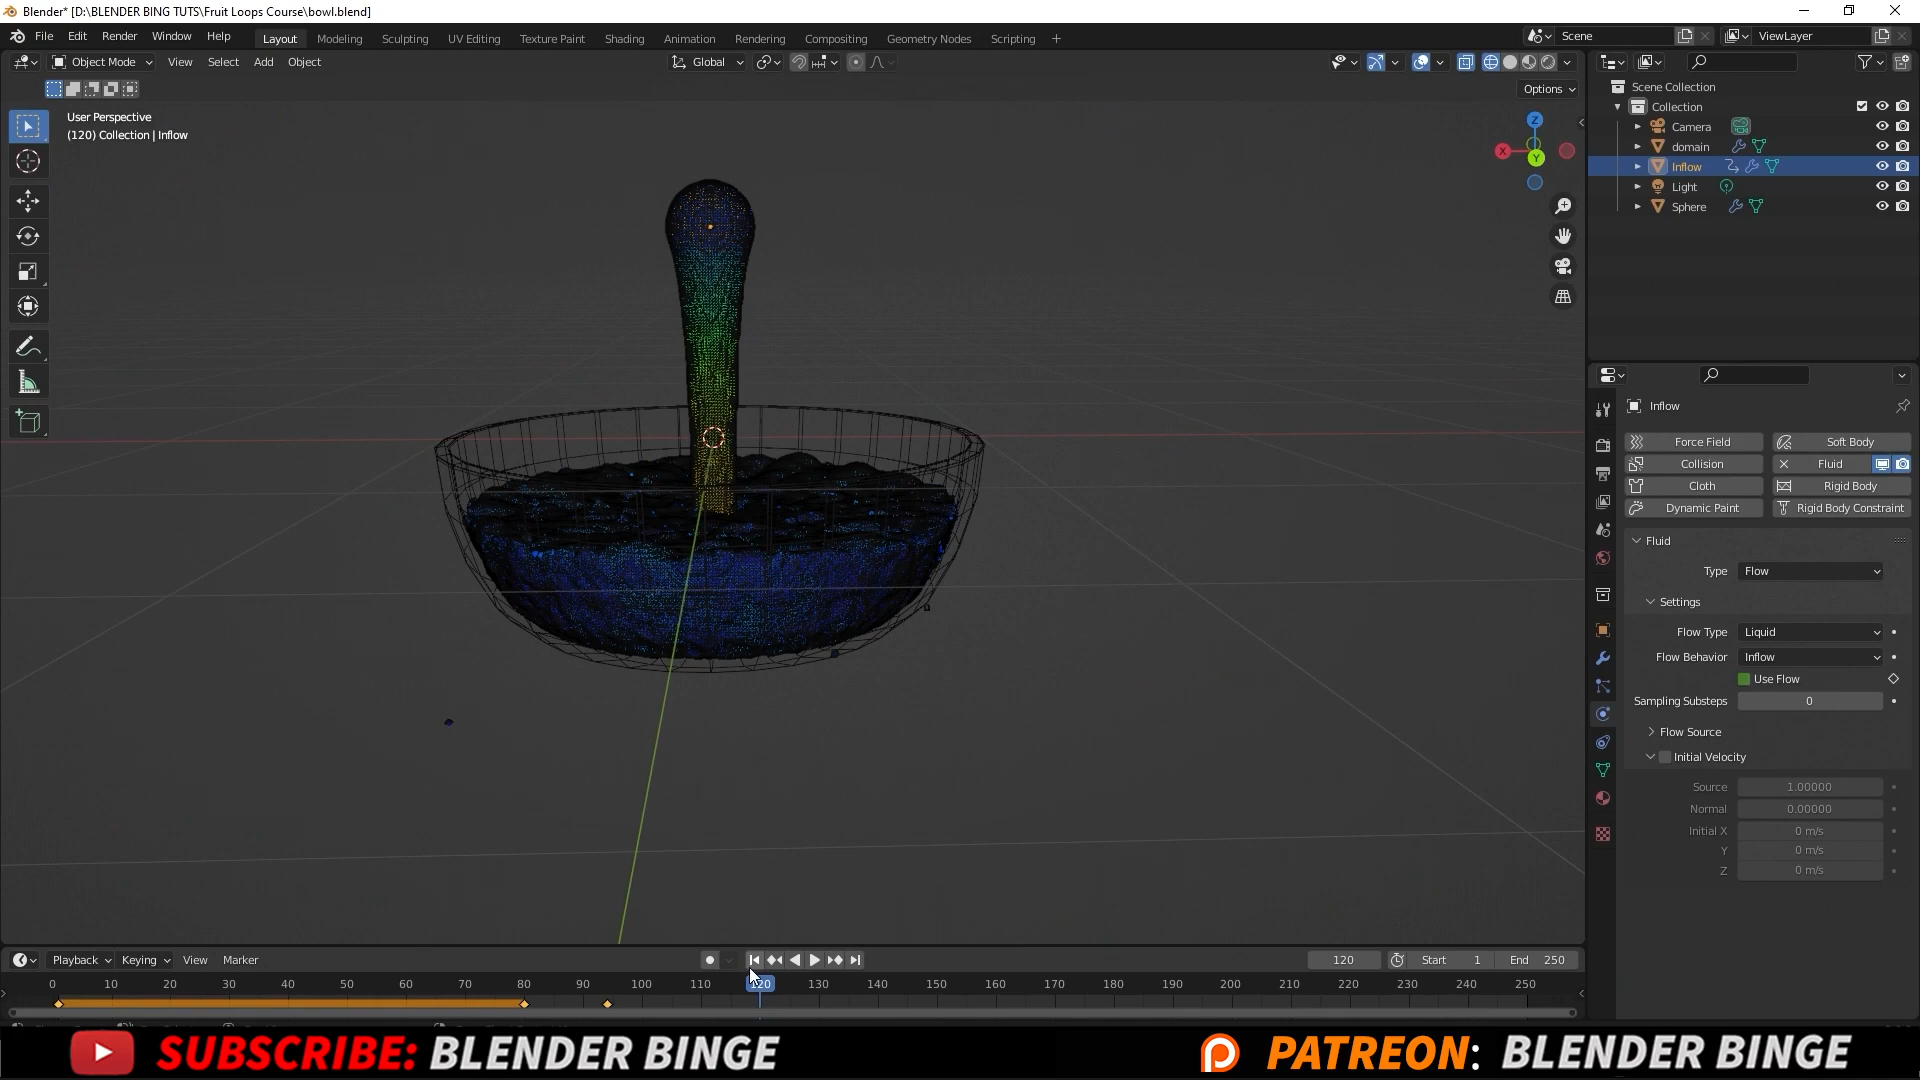 Blender* [D:\BLENDER BING TUTS\Fruit Loops Course\bowl.blend]
File Edit Render Window Help
Layout Modeling Sculpting UV Editing Texture Paint Shading Animation Rendering Compositing Geometry Nodes Scripting +
Scene
ViewLayer
Object Mode View Select Add Object
Global
Options
User Perspective
(120) Collection | Inflow
Z
X
Y
Scene Collection
Collection
Camera
domain
Inflow
Light
Sphere
Inflow
Force Field Soft Body
Collision Fluid
Cloth Rigid Body
Dynamic Paint Rigid Body Constraint
Fluid
Type Flow
Settings
Flow Type Liquid
Flow Behavior Inflow
Use Flow
Sampling Substeps 0
Flow Source
Initial Velocity
Source 1.00000
Normal 0.00000
Initial X 0 m/s
Y 0 m/s
Z 0 m/s
Playback Keying View Marker
120 Start 1 End 250
0 10 20 30 40 50 60 70 80 90 100 110 120 130 140 150 160 170 180 190 200 210 220 230 240 250
SUBSCRIBE: BLENDER BINGE
PATREON: BLENDER BINGE